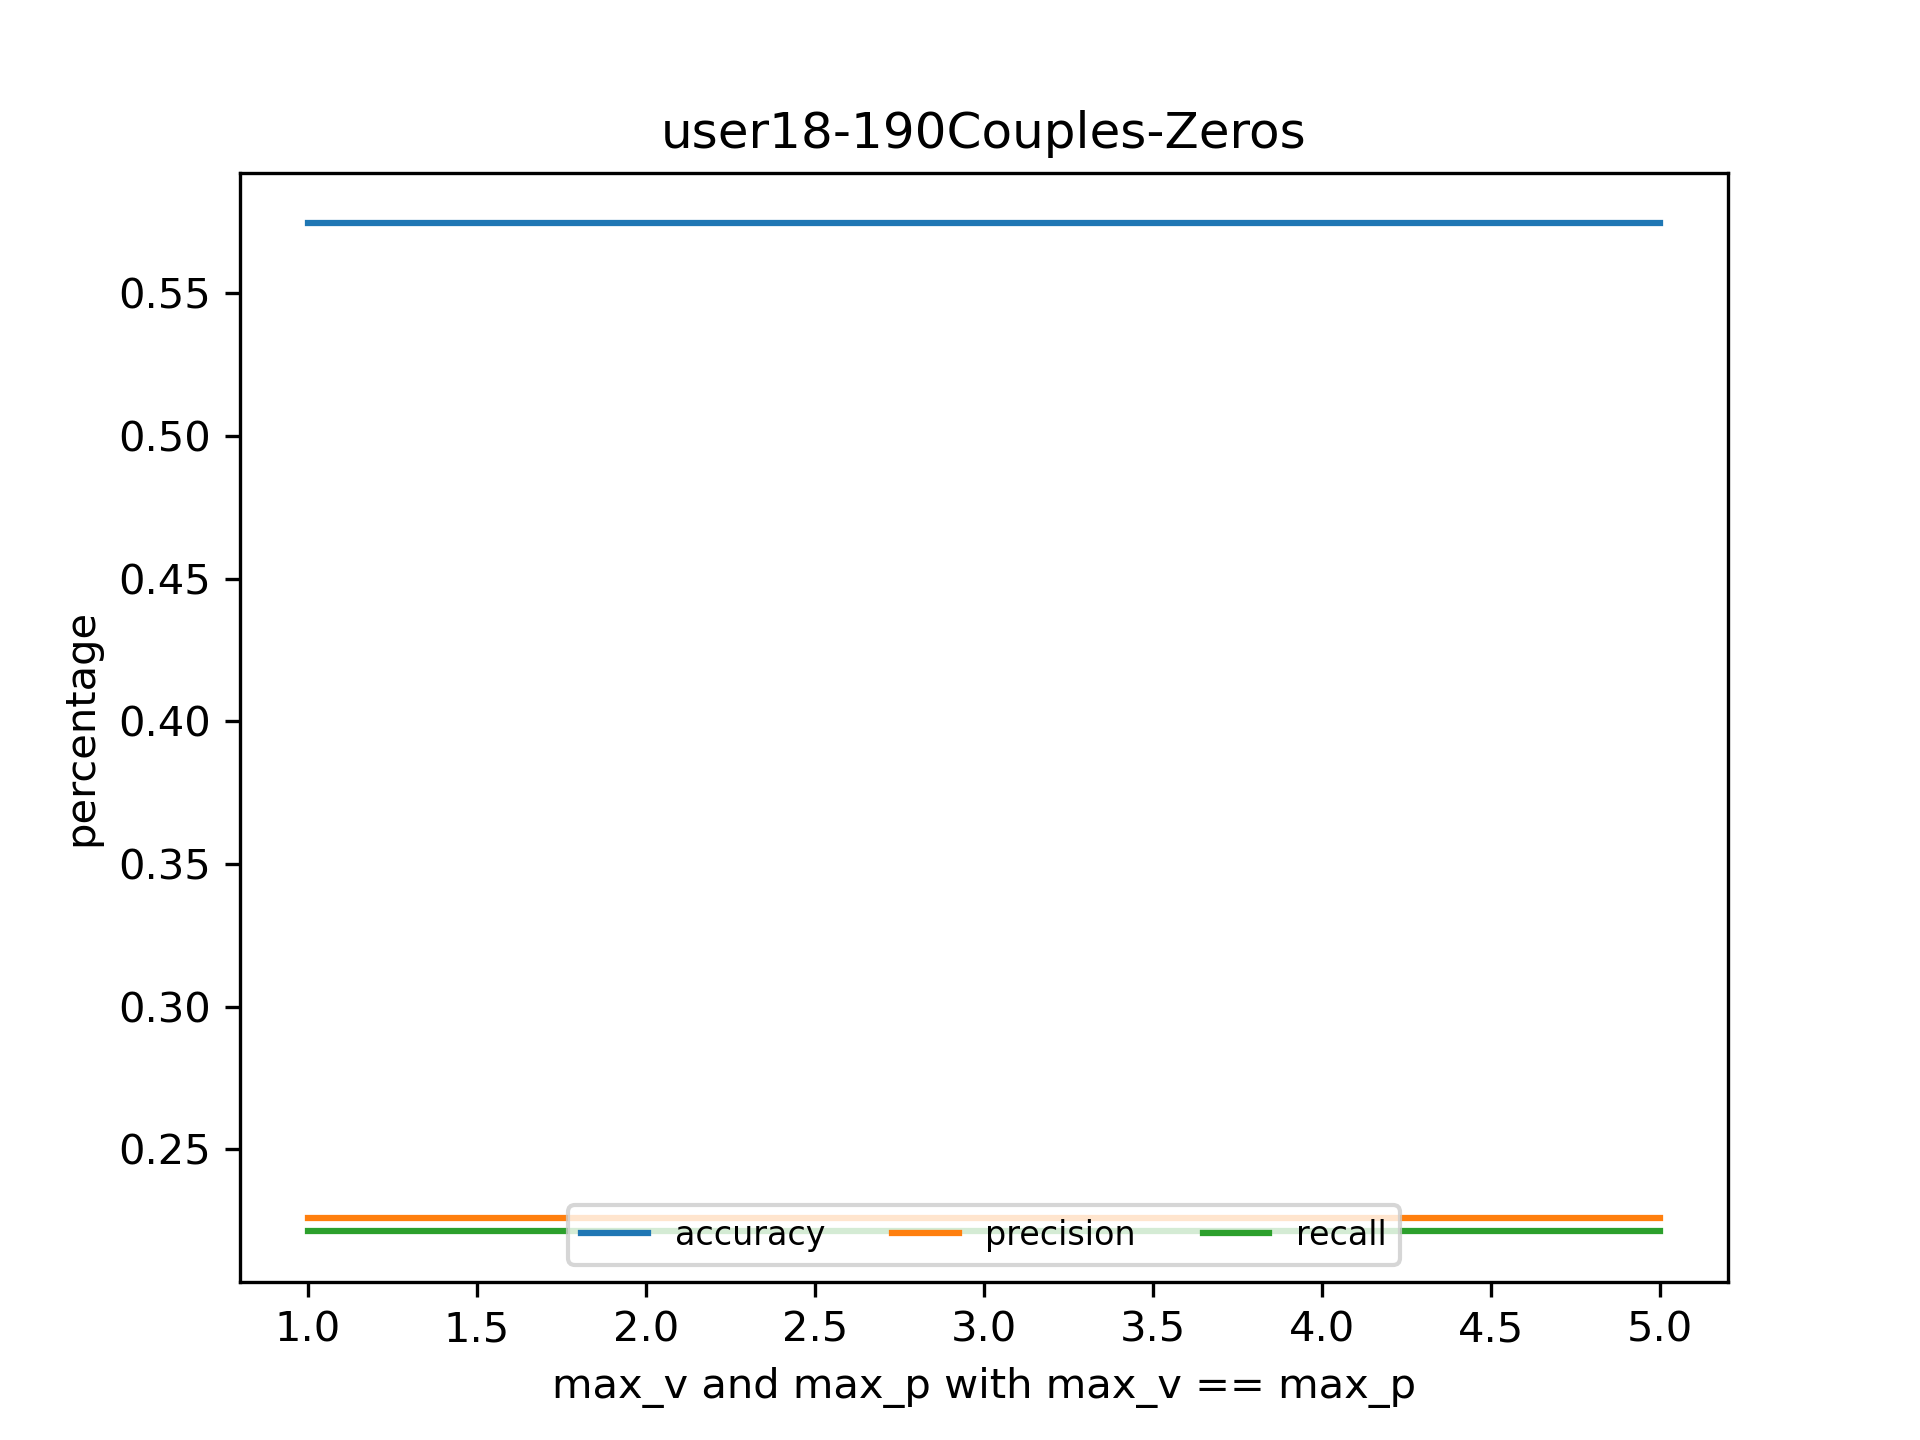 user18-190Couples-Zeros
percentage
0.55
0.50
0.45
0.40
0.35
0.30
0.25
accuracy precision recall
1.0 1.5 2.0 2.5 3.0 3.5 4.0 4.5 5.0
max_v and max_p with max_v == max_p